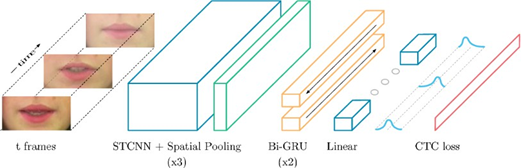 time
t frames
STCNN + Spatial Pooling
(x3)
Bi-GRU
(x2)
Linear
CTC loss